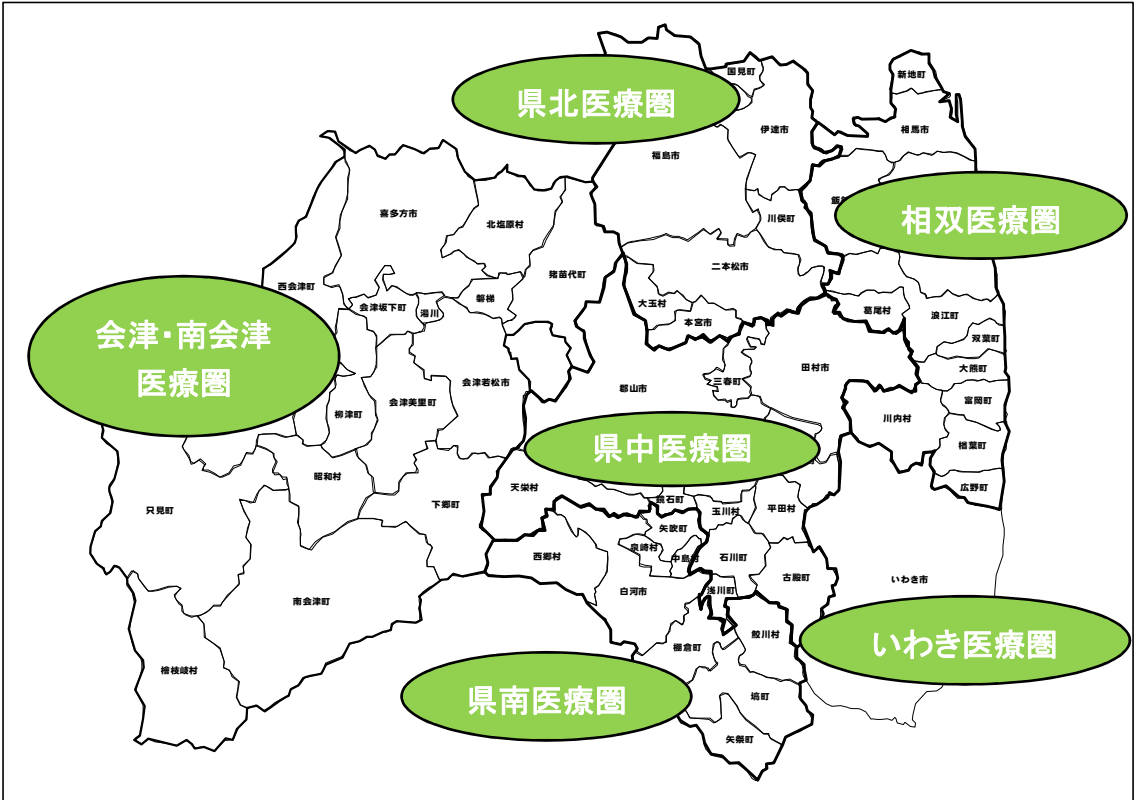 国見町
新地町
県北医療圏
伊達市
相馬市
福島市
喜多方市
飯
相双医療圏
北塩原村
川俣町
猪苗代町
二本松市
西会津町
磐梯
会津坂下町
湯川
大玉村
葛尾村
浪江町
本宮市
双葉町
会津・南会津
医療圏
会津若松市
三春町
田村市
大熊町
郡山市
会津美里町
柳津町
富岡町
川内村
楢葉町
県中医療圏
昭和村
天栄村
広野町
只見町
下郷町
鏡石町
玉川村
平田村
矢吹町
泉崎村
中島村
西郷村
石川町
古殿町
いわき市
白河市
浅川町
南会津町
鮫川村
棚倉町
いわき医療圏
檜枝岐村
県南医療圏
塙町
矢祭町